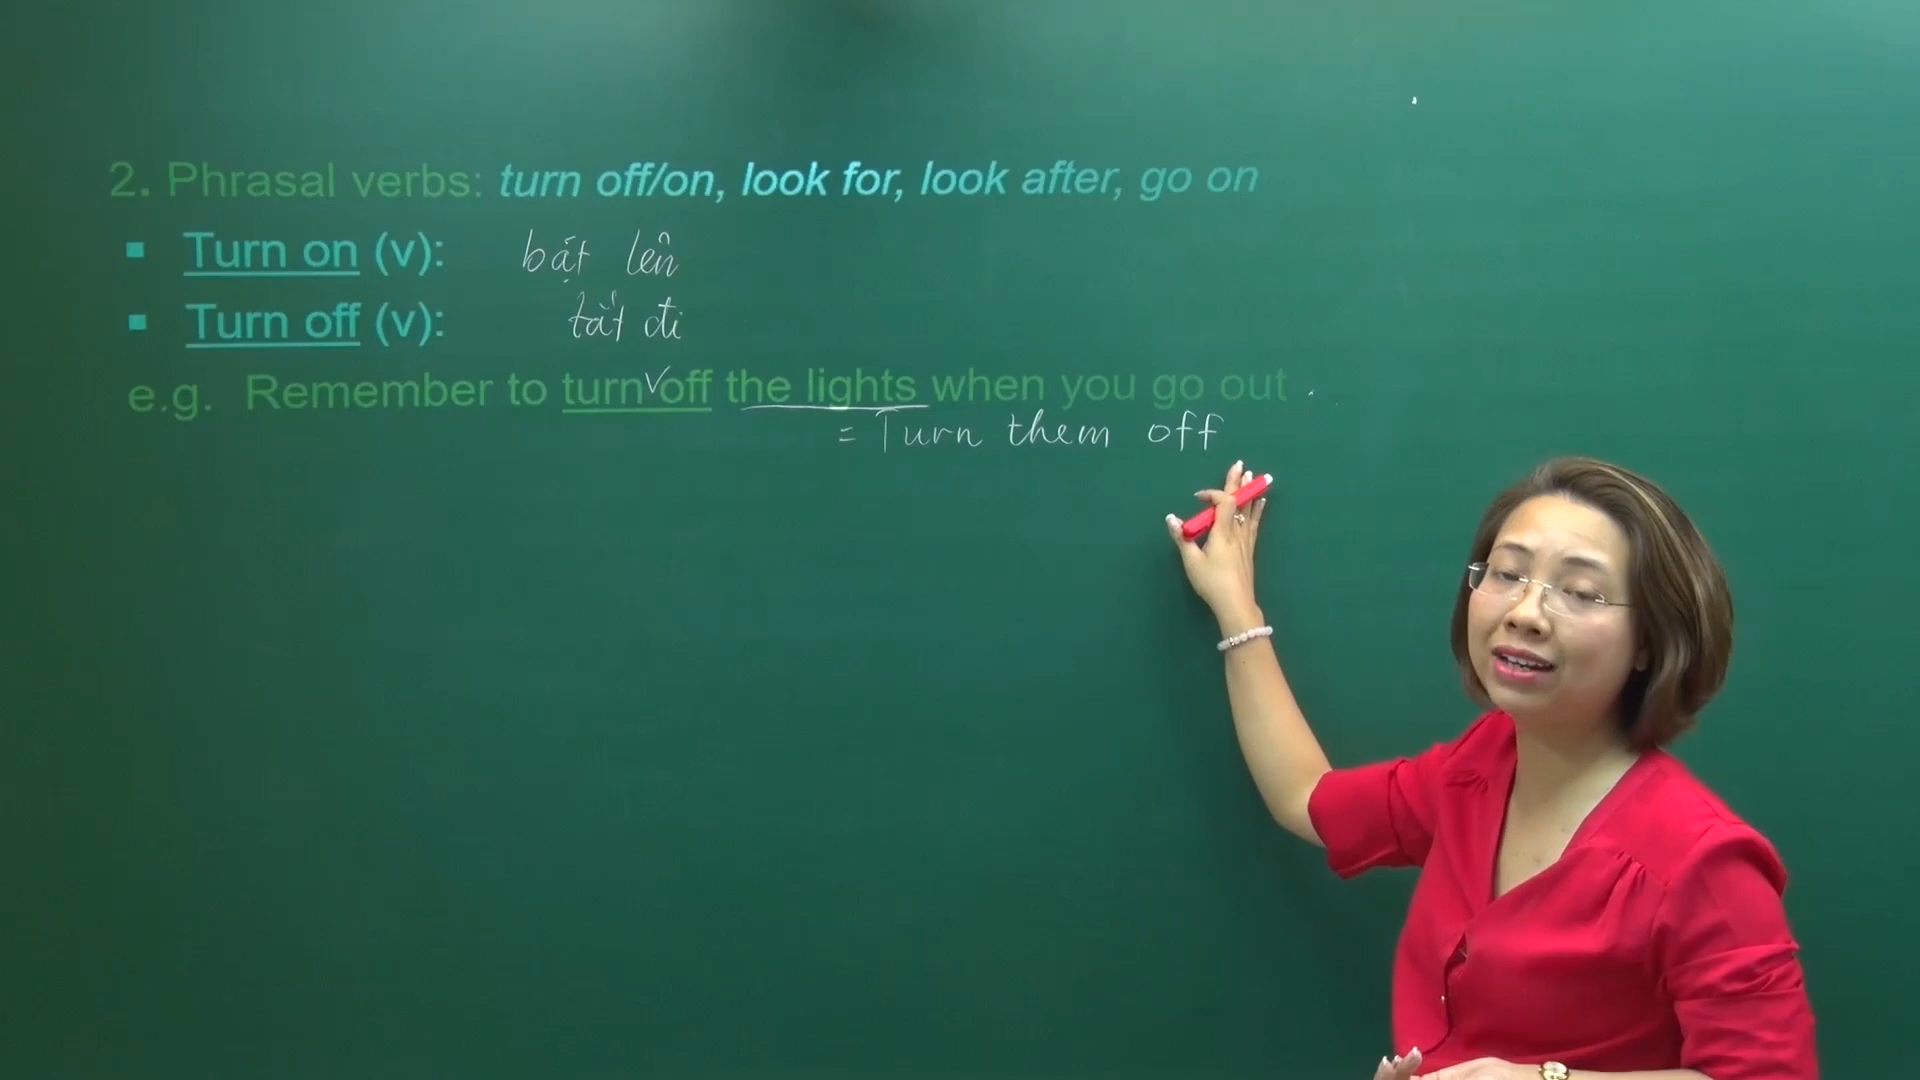 2. Phrasal verbs: turn off/on, look for, look after, go on
▪ Turn on (v): bật lên
▪ Turn off (v): tắt đi
e.g. Remember to turn✓off the lights when you go out .
= Turn them off